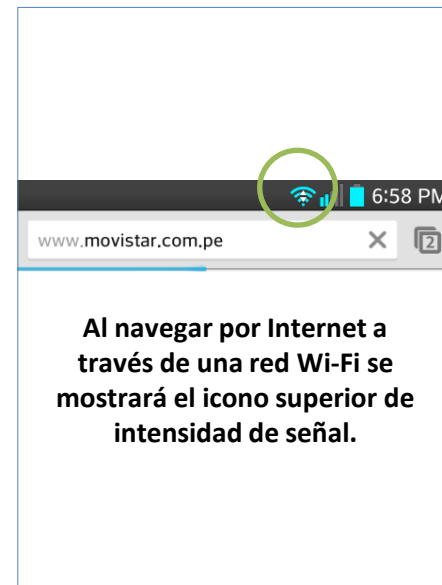 6:58 PM
www.movistar.com.pe
2
Al navegar por Internet a
través de una red Wi-Fi se
mostrará el icono superior de
intensidad de señal.